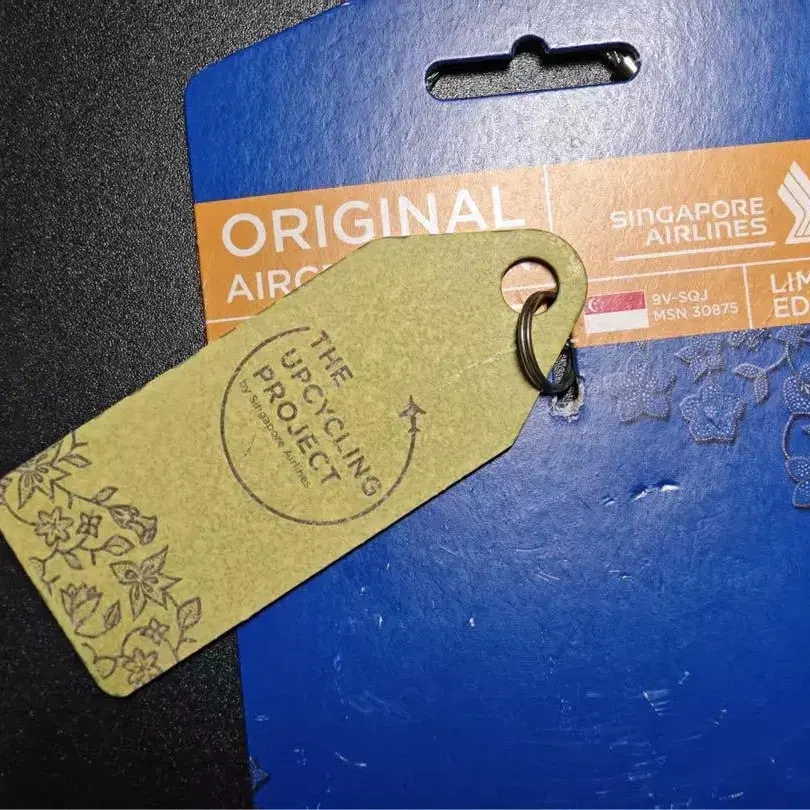 ORIGINAL
AIRC
SINGAPORE
AIRLINES
9V-SQJ
MSN 30875
LIM
ED
THE
UPCYCLING
PROJECT
by Singapore Airlines